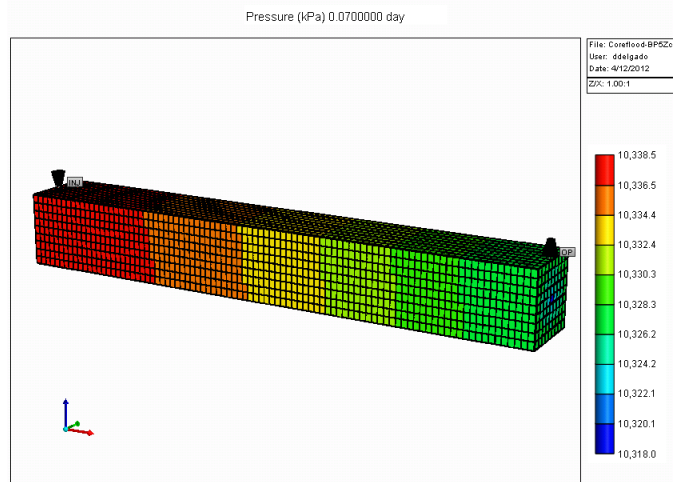 Pressure (kPa) 0.0700000 day
File: Coreflood-BP5Zc
User: ddelgado
Date: 4/12/2012
Z/X: 1.00:1
INJ
OP
10,338.5
10,336.5
10,334.4
10,332.4
10,330.3
10,328.3
10,326.2
10,324.2
10,322.1
10,320.1
10,318.0